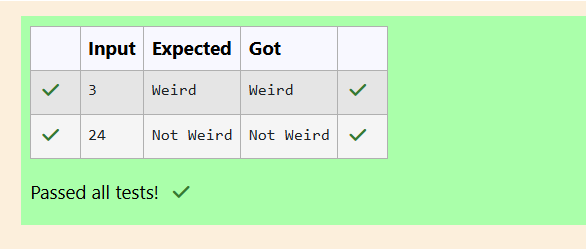 Input Expected Got
3 Weird Weird
24 Not Weird Not Weird
Passed all tests!